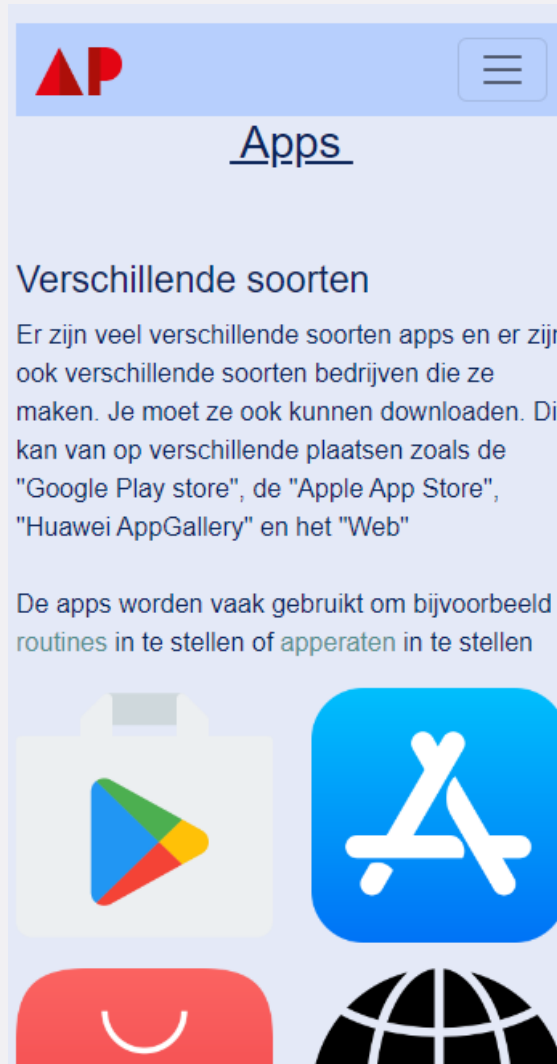 AP
Apps
Verschillende soorten
Er zijn veel verschillende soorten apps en er zijn
ook verschillende soorten bedrijven die ze
maken. Je moet ze ook kunnen downloaden. Di
kan van op verschillende plaatsen zoals de
"Google Play store", de "Apple App Store",
"Huawei AppGallery" en het "Web"
De apps worden vaak gebruikt om bijvoorbeeld
routines in te stellen of apperaten in te stellen